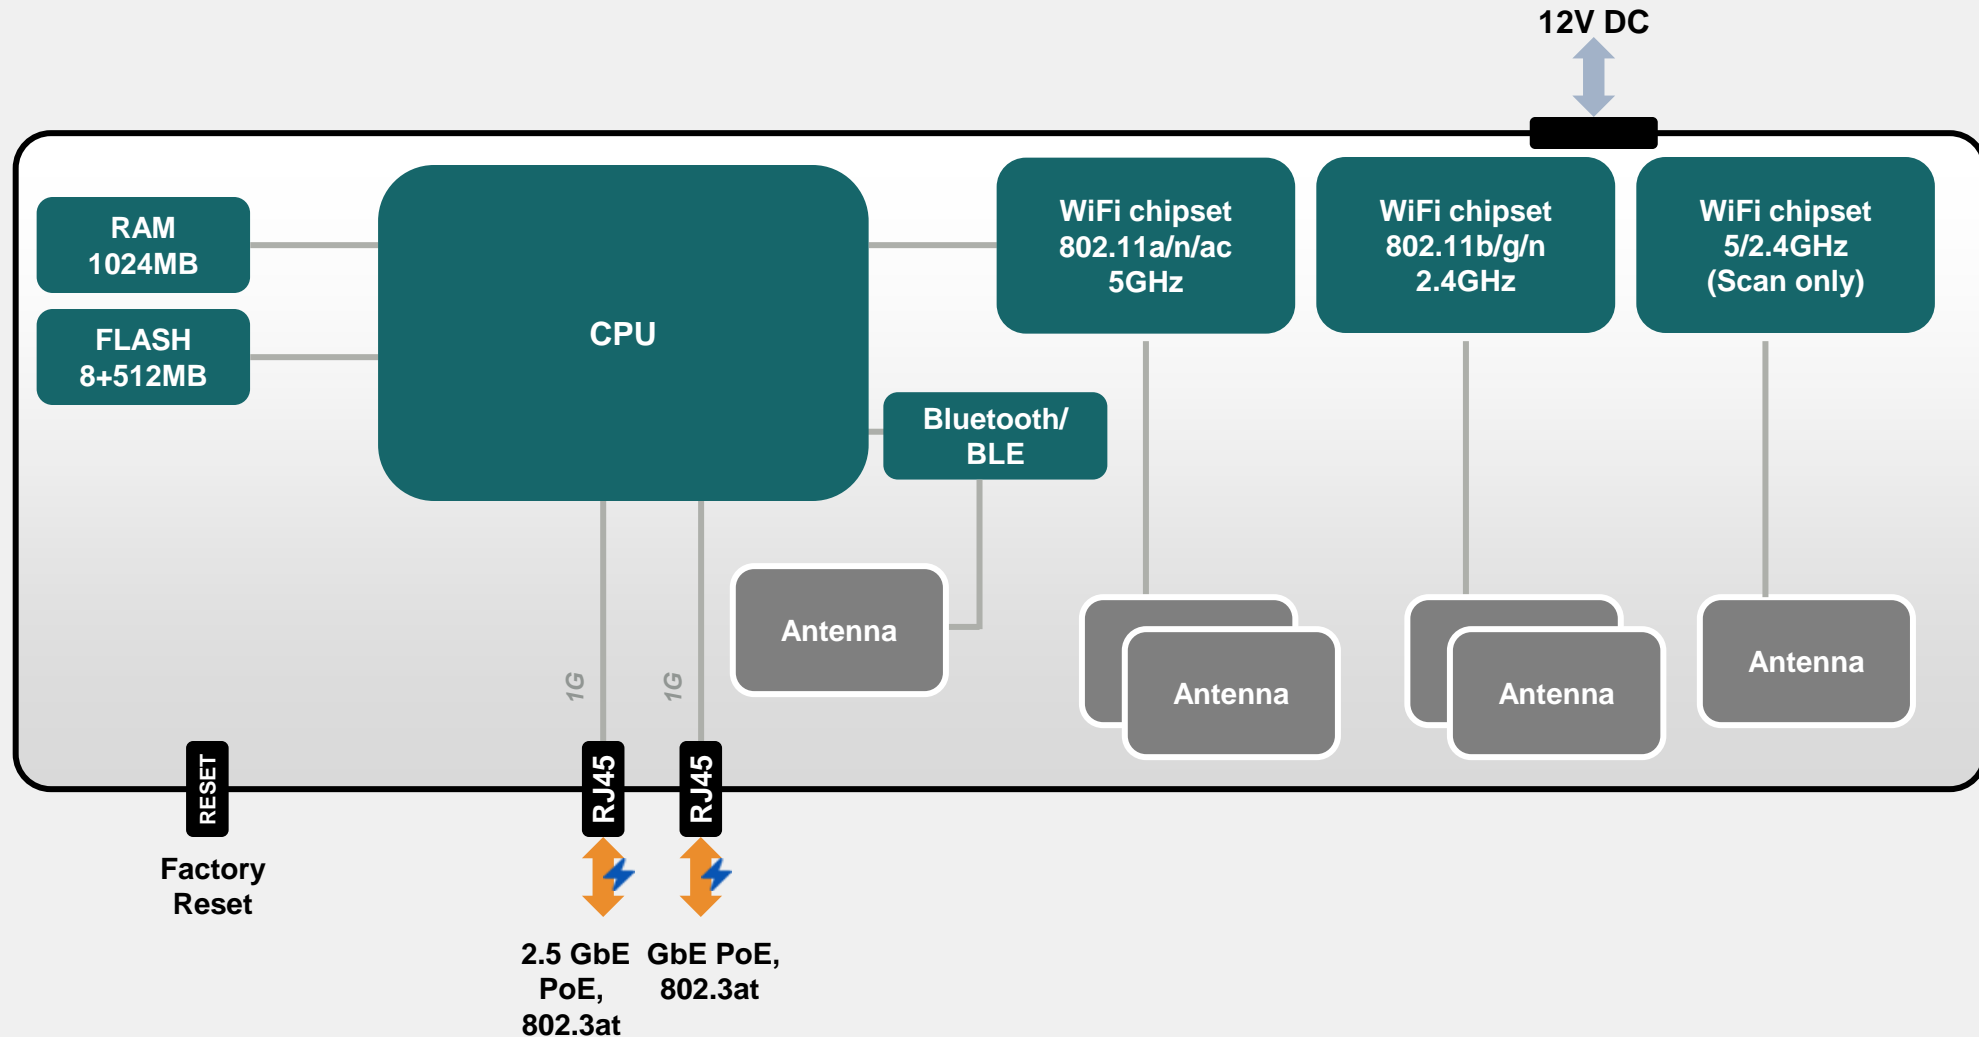 12V DC
RAM
1024MB
FLASH
8+512MB
CPU
WiFi chipset
802.11a/n/ac
5GHz
WiFi chipset
802.11b/g/n
2.4GHz
WiFi chipset
5/2.4GHz
(Scan only)
Bluetooth/
BLE
Antenna
Antenna
Antenna
Antenna
1G
1G
RESET
RJ45
RJ45
Factory
Reset
2.5 GbE
PoE,
802.3at
GbE PoE,
802.3at